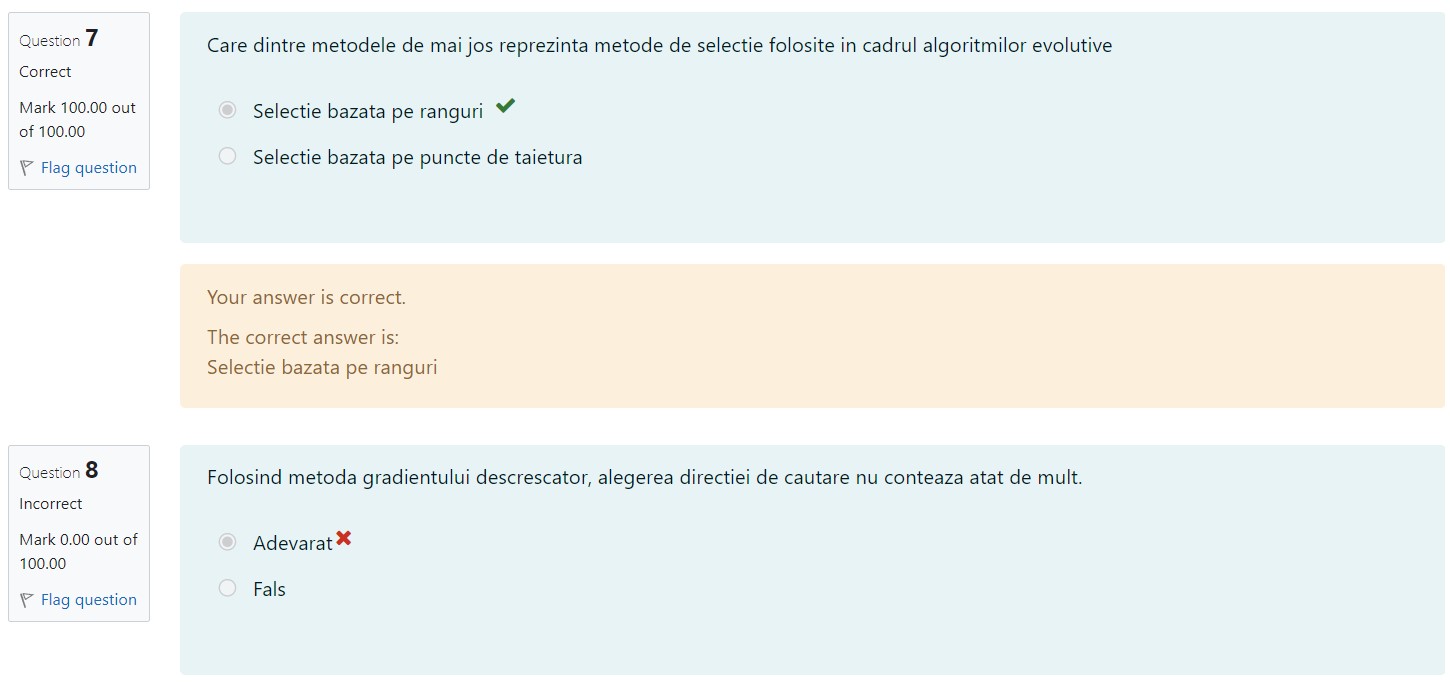 Question 7
Correct
Mark 100.00 out
of 100.00
Flag question
Care dintre metodele de mai jos reprezinta metode de selectie folosite in cadrul algoritmilor evolutive
Selectie bazata pe ranguri
Selectie bazata pe puncte de taietura
Your answer is correct.
The correct answer is:
Selectie bazata pe ranguri
Question 8
Incorrect
Mark 0.00 out of
100.00
Flag question
Folosind metoda gradientului descrescator, alegerea directiei de cautare nu conteaza atat de mult.
Adevarat
Fals